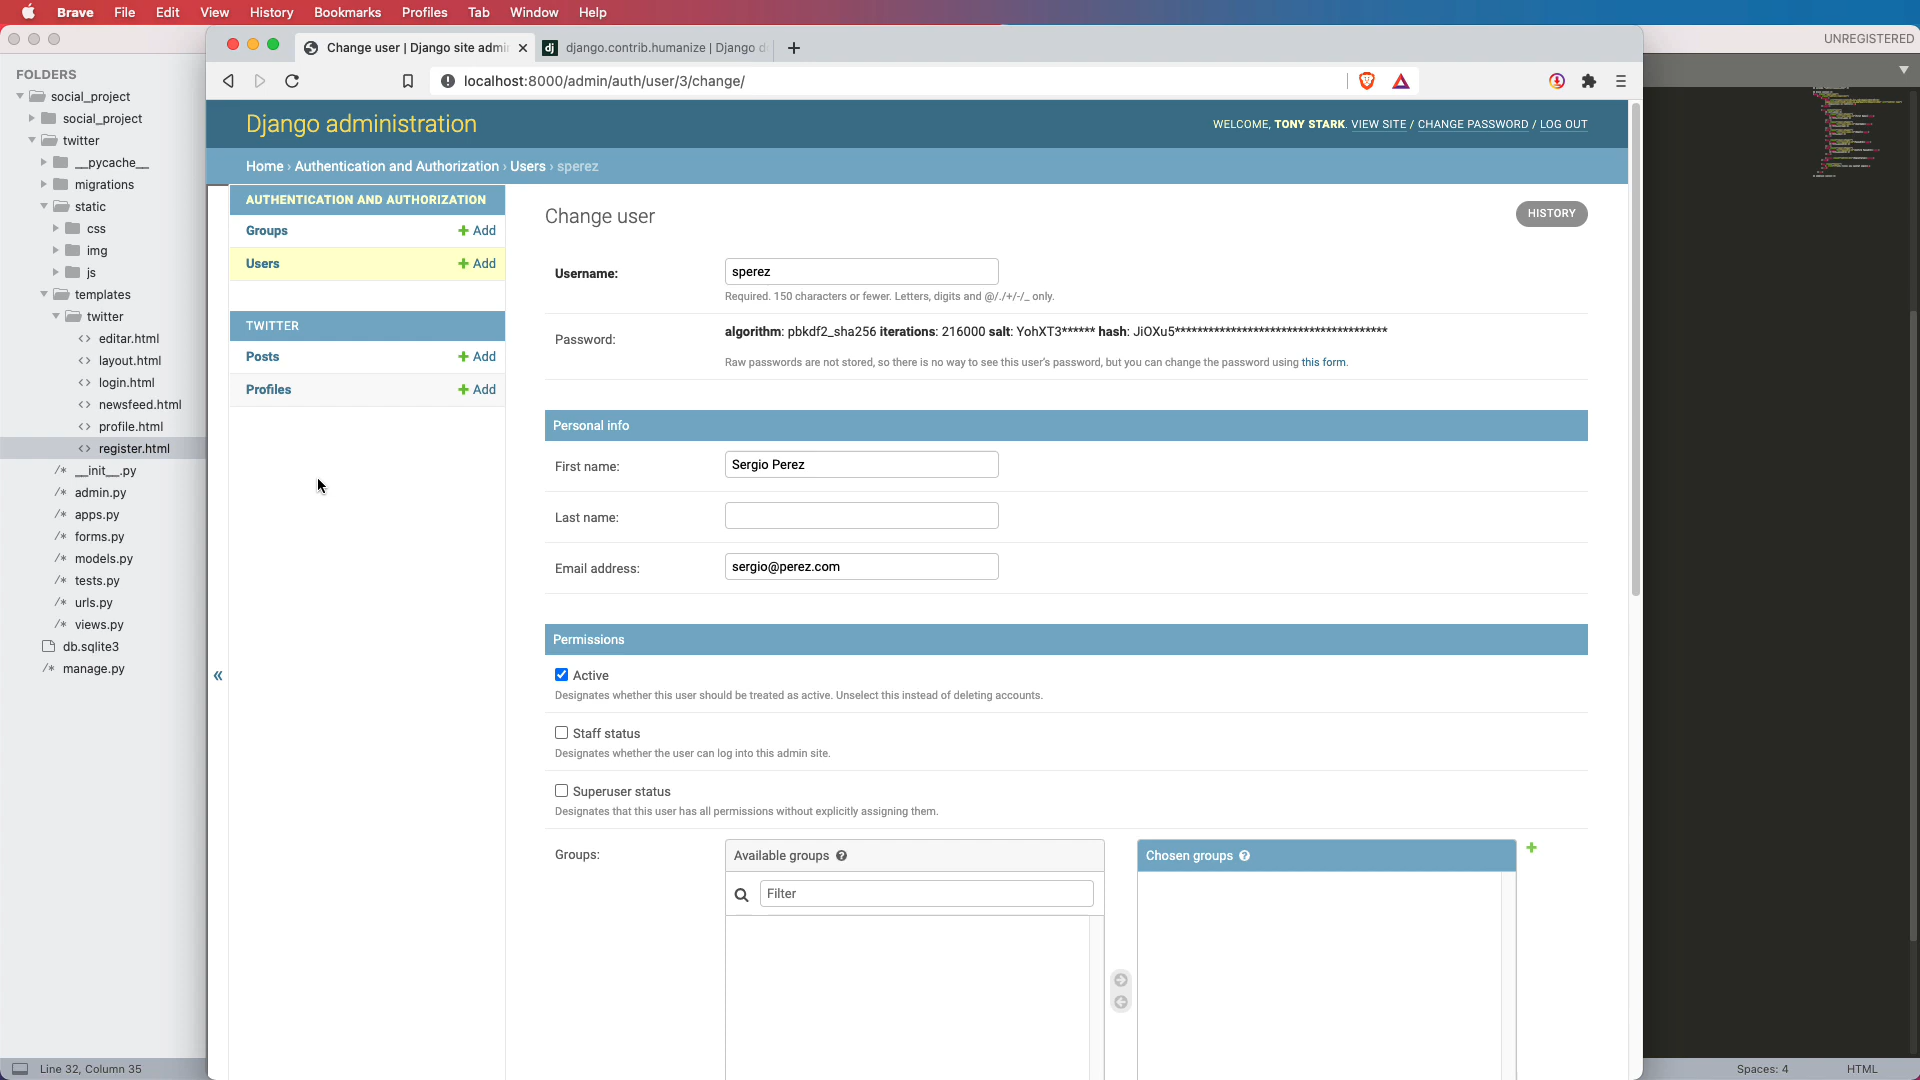 Brave File Edit View History Bookmarks Profiles Tab Window Help
UNREGISTERED
FOLDERS
social_project
social_project
twitter
__pycache__
migrations
static
css
img
js
templates
twitter
editar.html
layout.html
login.html
newsfeed.html
profile.html
register.html
__init__.py
admin.py
apps.py
forms.py
models.py
tests.py
urls.py
views.py
db.sqlite3
manage.py
Line 32, Column 35
Change user | Django site admi
dj django.contrib.humanize | Django d
localhost:8000/admin/auth/user/3/change/
Django administration
WELCOME, TONY STARK. VIEW SITE / CHANGE PASSWORD / LOG OUT
Home › Authentication and Authorization › Users › sperez
AUTHENTICATION AND AUTHORIZATION
Groups + Add
Users + Add
TWITTER
Posts + Add
Profiles + Add
«
Change user
HISTORY
Username: sperez
Required. 150 characters or fewer. Letters, digits and @/./+/-/_ only.
Password: algorithm: pbkdf2_sha256 iterations: 216000 salt: YohXT3****** hash: JiOXu5**************************************
Raw passwords are not stored, so there is no way to see this user's password, but you can change the password using this form.
Personal info
First name: Sergio Perez
Last name:
Email address: sergio@perez.com
Permissions
Active
Designates whether this user should be treated as active. Unselect this instead of deleting accounts.
Staff status
Designates whether the user can log into this admin site.
Superuser status
Designates that this user has all permissions without explicitly assigning them.
Groups: Available groups ? Chosen groups ? +
Filter
Spaces: 4 HTML